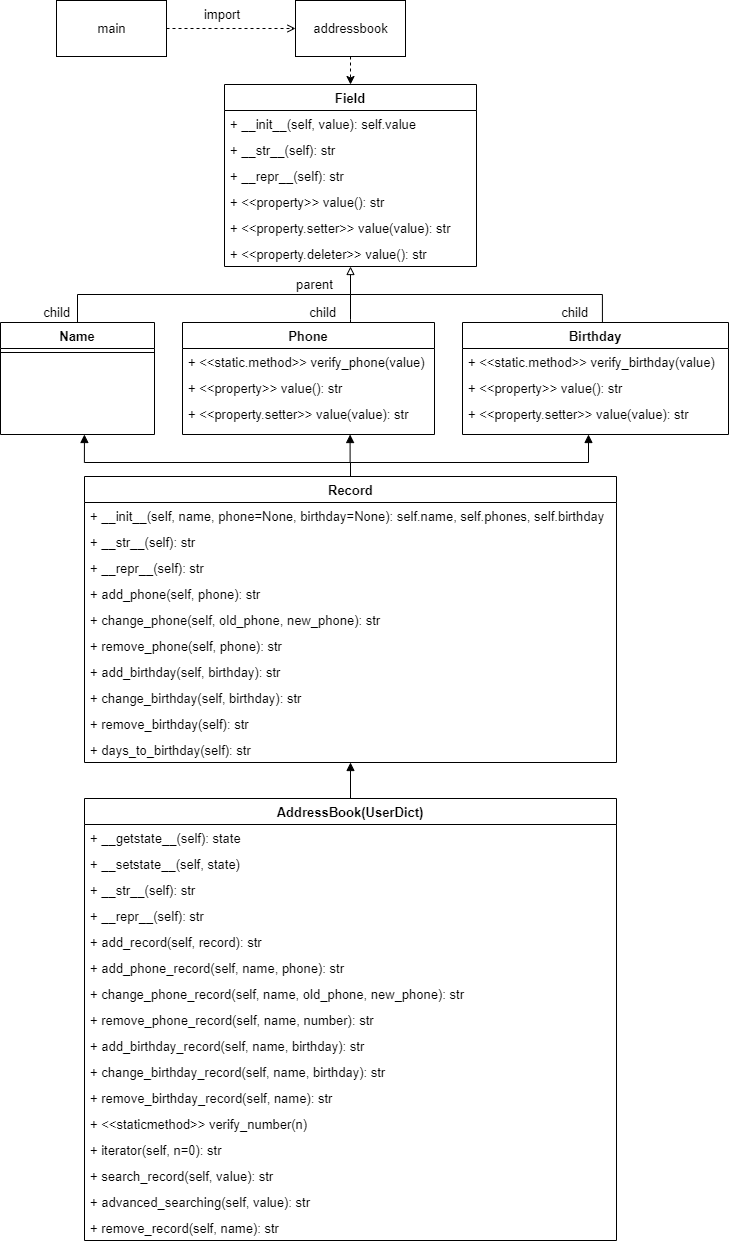 main
import
addressbook
Field
+ __init__(self, value): self.value
+ __str__(self): str
+ __repr__(self): str
+ <<property>> value(): str
+ <<property.setter>> value(value): str
+ <<property.deleter>> value(): str
parent
child
child
child
Name
Phone
+ <<static.method>> verify_phone(value)
+ <<property>> value(): str
+ <<property.setter>> value(value): str
Birthday
+ <<static.method>> verify_birthday(value)
+ <<property>> value(): str
+ <<property.setter>> value(value): str
Record
+ __init__(self, name, phone=None, birthday=None): self.name, self.phones, self.birthday
+ __str__(self): str
+ __repr__(self): str
+ add_phone(self, phone): str
+ change_phone(self, old_phone, new_phone): str
+ remove_phone(self, phone): str
+ add_birthday(self, birthday): str
+ change_birthday(self, birthday): str
+ remove_birthday(self): str
+ days_to_birthday(self): str
AddressBook(UserDict)
+ __getstate__(self): state
+ __setstate__(self, state)
+ __str__(self): str
+ __repr__(self): str
+ add_record(self, record): str
+ add_phone_record(self, name, phone): str
+ change_phone_record(self, name, old_phone, new_phone): str
+ remove_phone_record(self, name, number): str
+ add_birthday_record(self, name, birthday): str
+ change_birthday_record(self, name, birthday): str
+ remove_birthday_record(self, name): str
+ <<staticmethod>> verify_number(n)
+ iterator(self, n=0): str
+ search_record(self, value): str
+ advanced_searching(self, value): str
+ remove_record(self, name): str